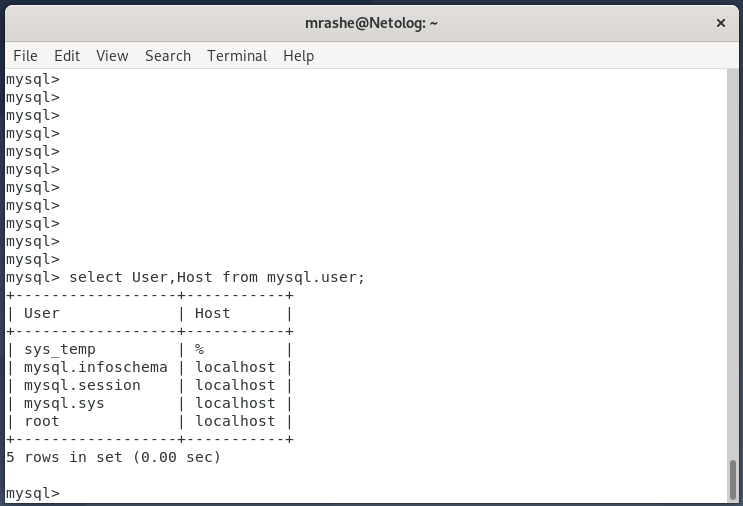 mrashe@Netolog: ~
File Edit View Search Terminal Help
mysql>
mysql>
mysql>
mysql>
mysql>
mysql>
mysql>
mysql>
mysql>
mysql>
mysql>
mysql> select User,Host from mysql.user;
+------------------+-----------+
| User             | Host      |
+------------------+-----------+
| sys_temp         | %         |
| mysql.infoschema | localhost |
| mysql.session    | localhost |
| mysql.sys        | localhost |
| root             | localhost |
+------------------+-----------+
5 rows in set (0.00 sec)
mysql>